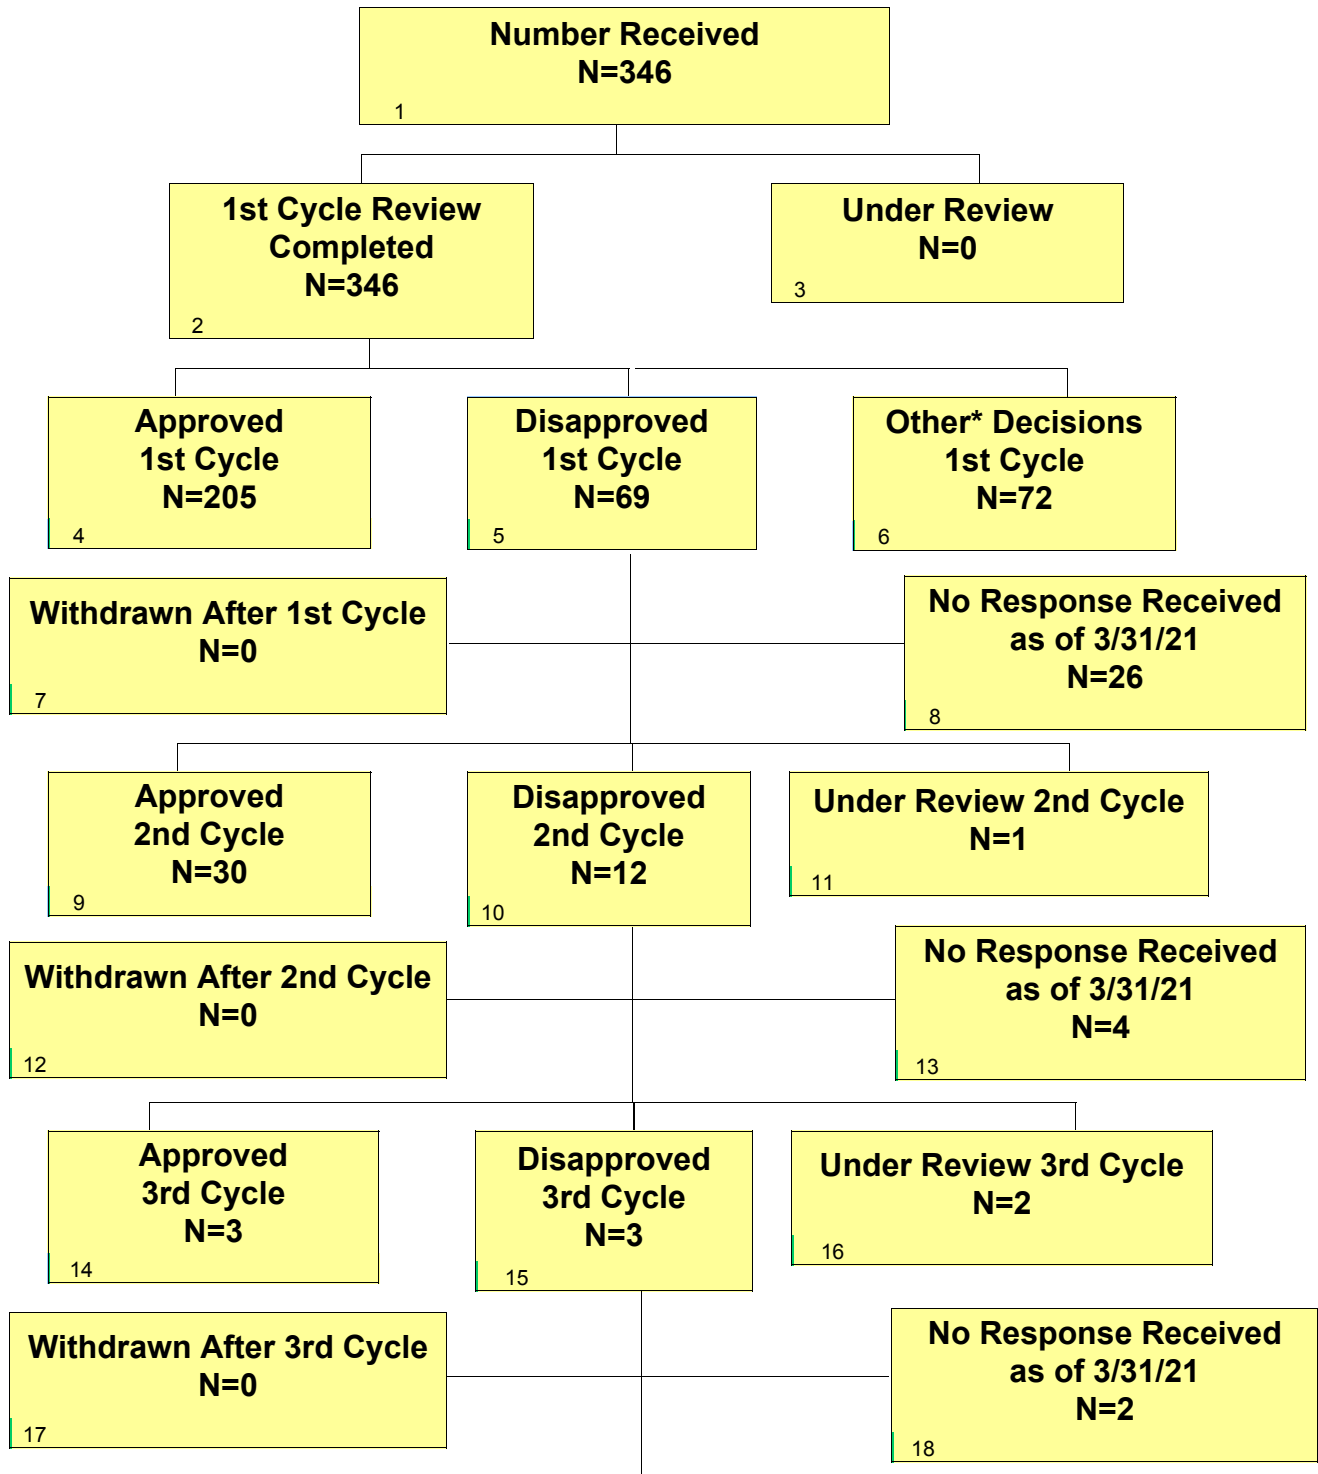 Number Received
N=346
1
1st Cycle Review
Completed
N=346
2
Under Review
N=0
3
Approved
1st Cycle
N=205
4
Disapproved
1st Cycle
N=69
5
Other* Decisions
1st Cycle
N=72
6
Withdrawn After 1st Cycle
N=0
7
No Response Received
as of 3/31/21
N=26
8
Approved
2nd Cycle
N=30
9
Disapproved
2nd Cycle
N=12
10
Under Review 2nd Cycle
N=1
11
Withdrawn After 2nd Cycle
N=0
12
No Response Received
as of 3/31/21
N=4
13
Approved
3rd Cycle
N=3
14
Disapproved
3rd Cycle
N=3
15
Under Review 3rd Cycle
N=2
16
Withdrawn After 3rd Cycle
N=0
17
No Response Received
as of 3/31/21
N=2
18